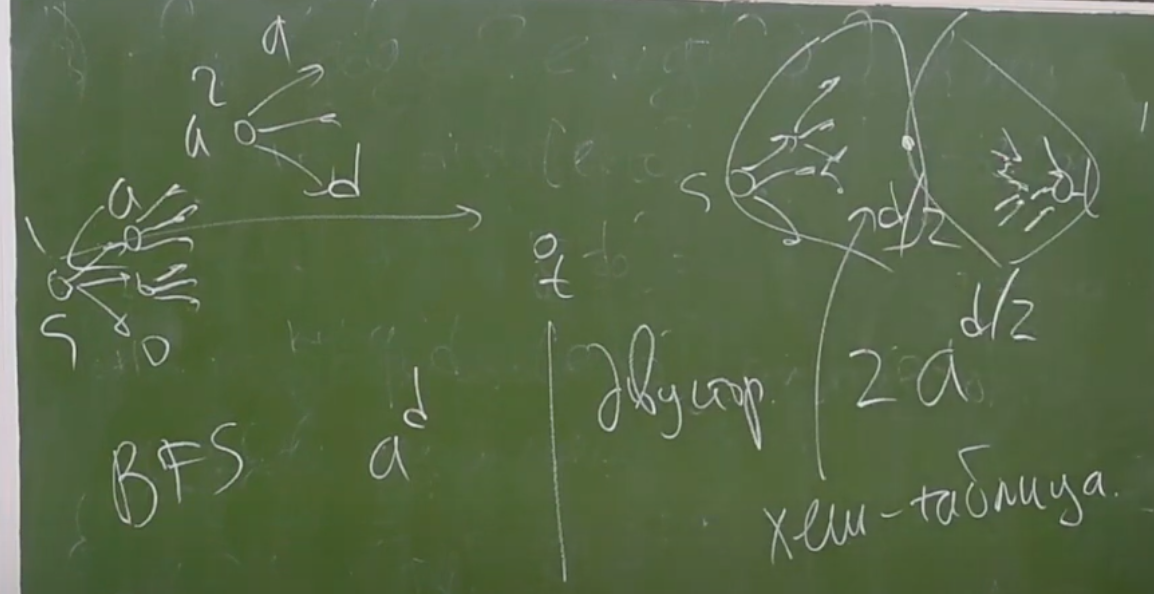 a
2
a
d
a
S
t
BFS
a^d
двустор.
S
d/2
2a^{d/2}
хеш-таблица.